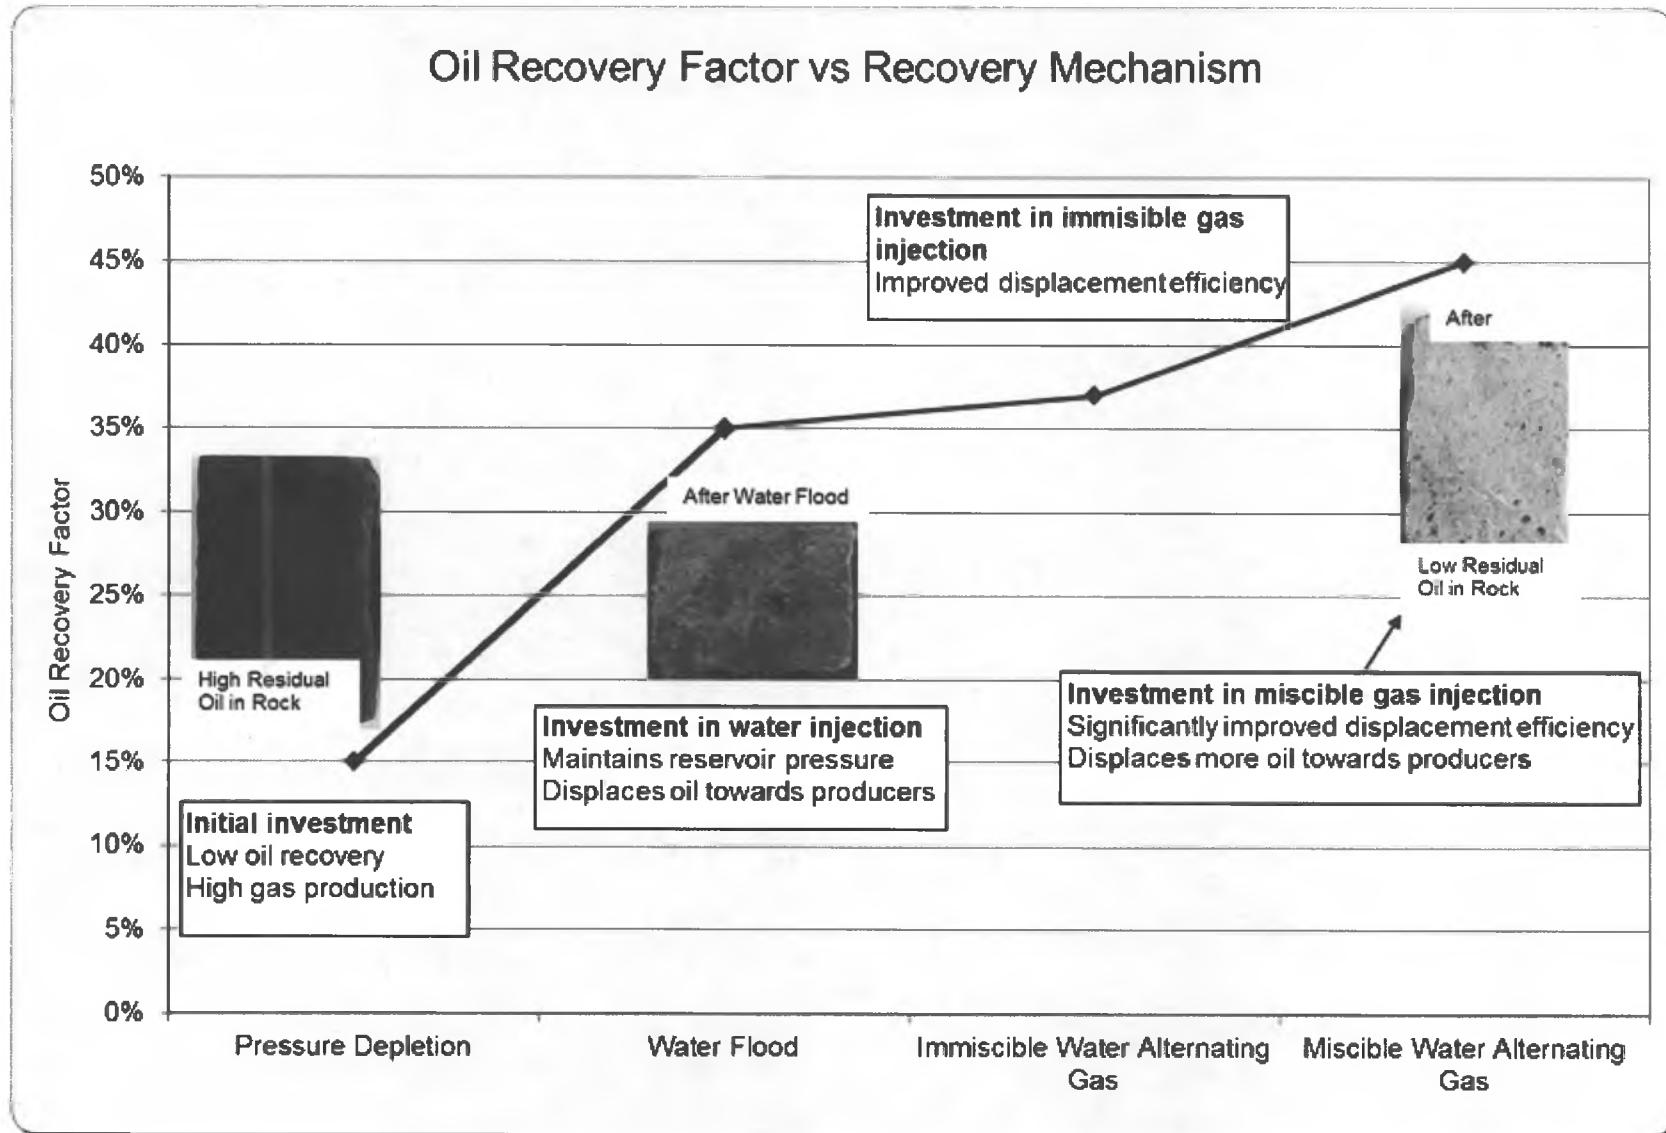 Oil Recovery Factor vs Recovery Mechanism
50%
45%
40%
35%
30%
25%
20%
15%
10%
5%
0%
Oil Recovery Factor
Investment in immisible gas
injection
Improved displacement efficiency
After
Low Residual
Oil in Rock
After Water Flood
High Residual
Oil in Rock
Initial investment
Low oil recovery
High gas production
Investment in water injection
Maintains reservoir pressure
Displaces oil towards producers
Investment in miscible gas injection
Significantly improved displacement efficiency
Displaces more oil towards producers
Pressure Depletion
Water Flood
Immiscible Water Alternating
Gas
Miscible Water Alternating
Gas